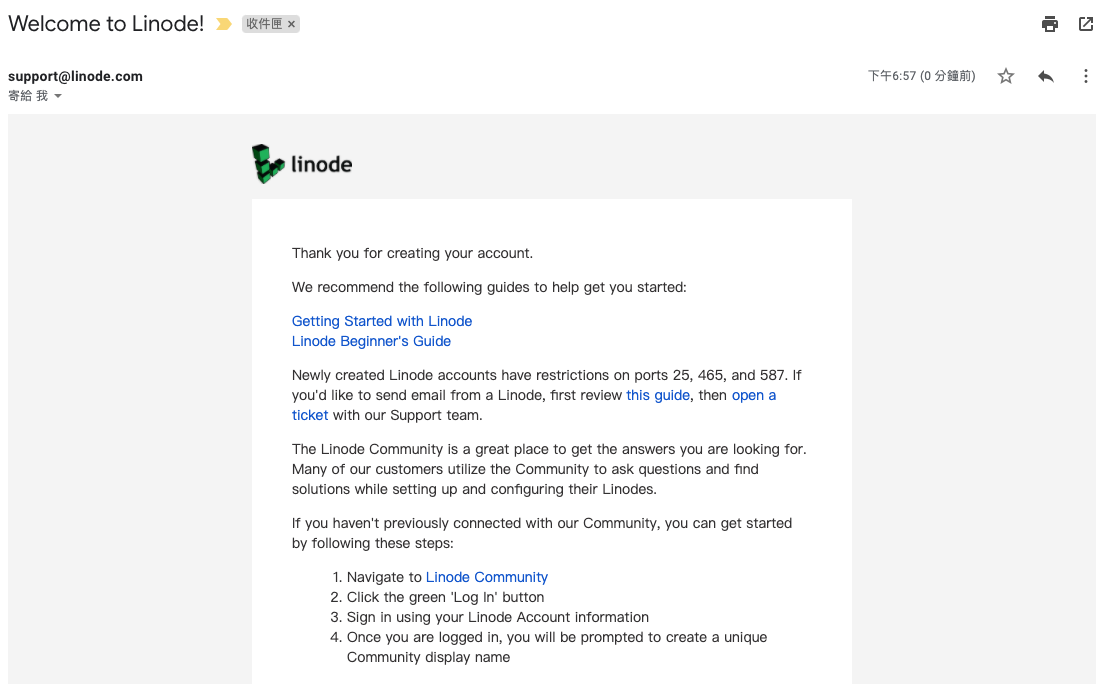 Welcome to Linode!
收件匣 ×
support@linode.com
下午6:57 (0 分鐘前)
寄給 我
linode
Thank you for creating your account.
We recommend the following guides to help get you started:
Getting Started with Linode
Linode Beginner's Guide
Newly created Linode accounts have restrictions on ports 25, 465, and 587. If
you'd like to send email from a Linode, first review this guide, then open a
ticket with our Support team.
The Linode Community is a great place to get the answers you are looking for.
Many of our customers utilize the Community to ask questions and find
solutions while setting up and configuring their Linodes.
If you haven't previously connected with our Community, you can get started
by following these steps:
1. Navigate to Linode Community
2. Click the green 'Log In' button
3. Sign in using your Linode Account information
4. Once you are logged in, you will be prompted to create a unique
Community display name